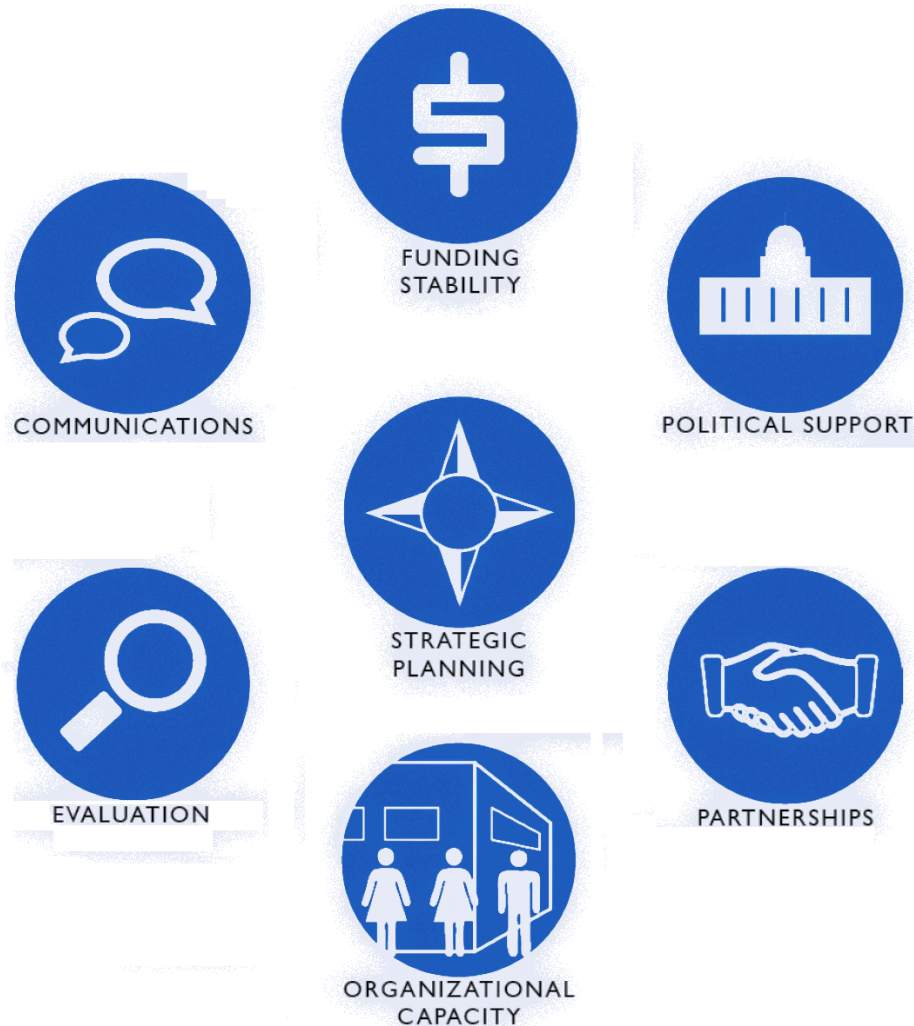 FUNDING
STABILITY
COMMUNICATIONS
POLITICAL SUPPORT
STRATEGIC
PLANNING
EVALUATION
PARTNERSHIPS
ORGANIZATIONAL
CAPACITY